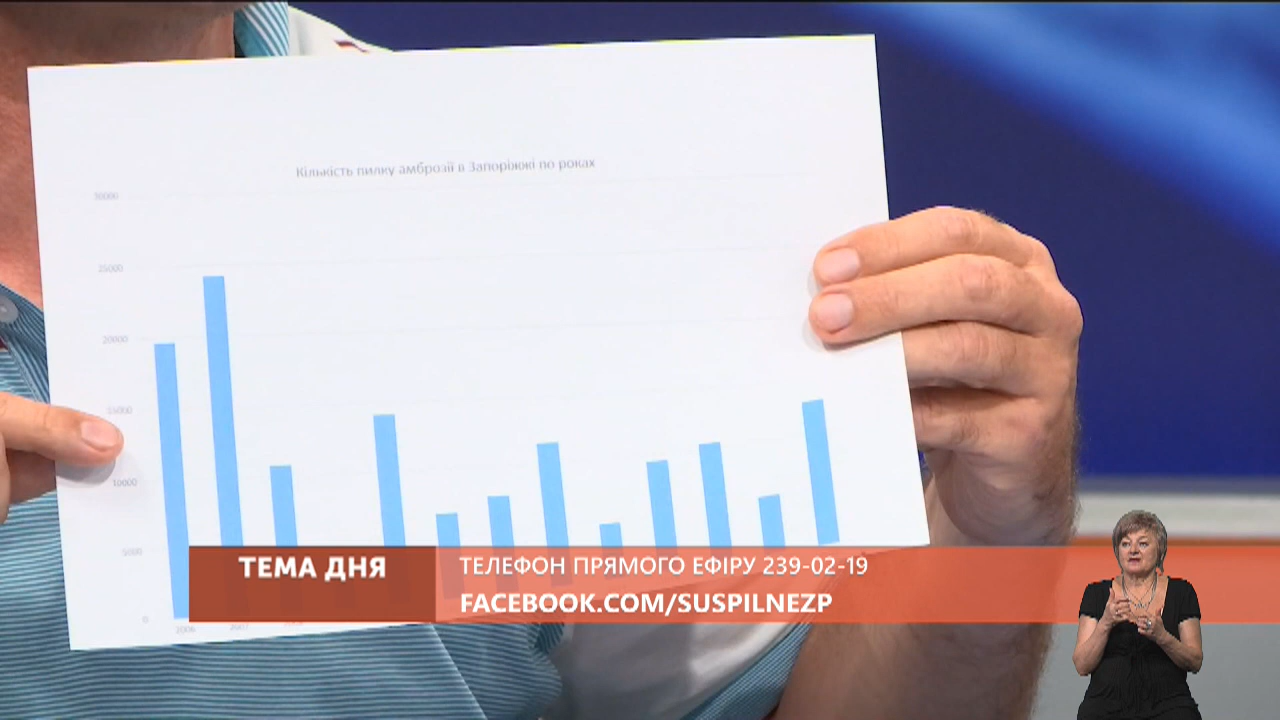 Кількість пилку амброзії в Запоріжжі по роках
30000
25000
20000
15000
10000
5000
0
2006
2007
ТЕМА ДНЯ
ТЕЛЕФОН ПРЯМОГО ЕФІРУ 239-02-19
FACEBOOK.COM/SUSPILNEZP